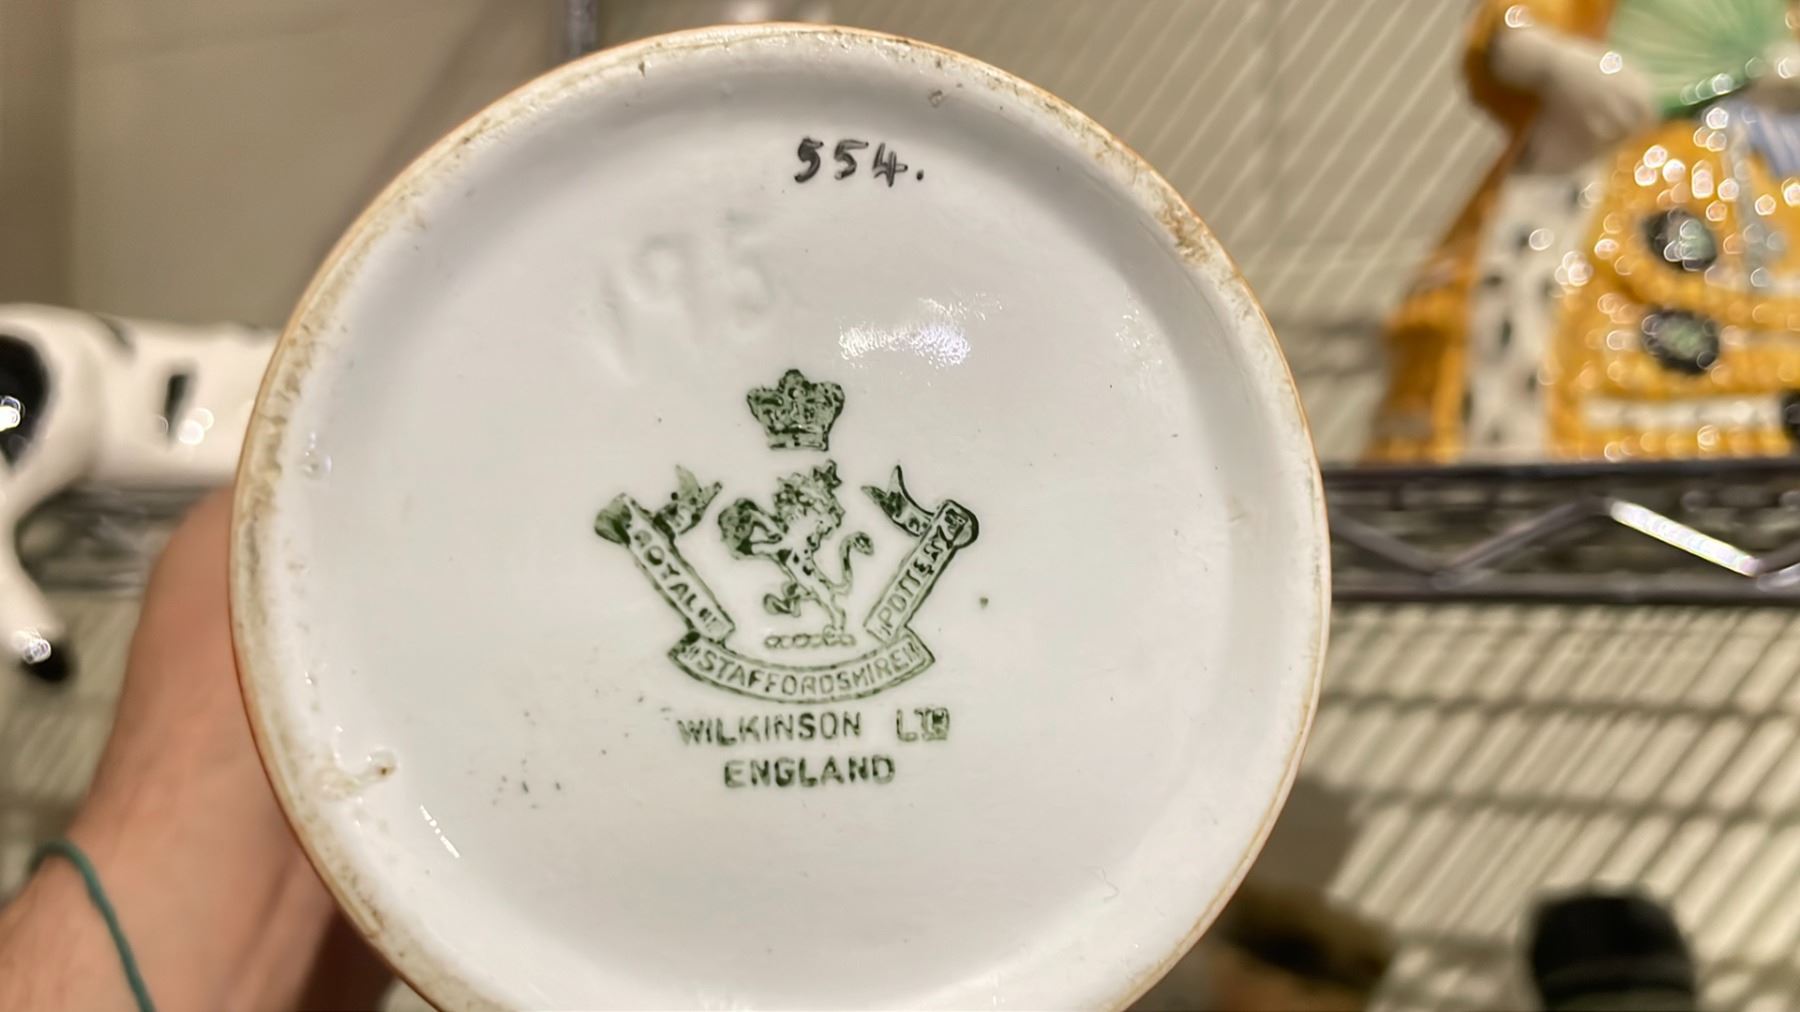 554.
195
ROYAL
POTTERY
STAFFORDSHIRE
WILKINSON LTD
ENGLAND